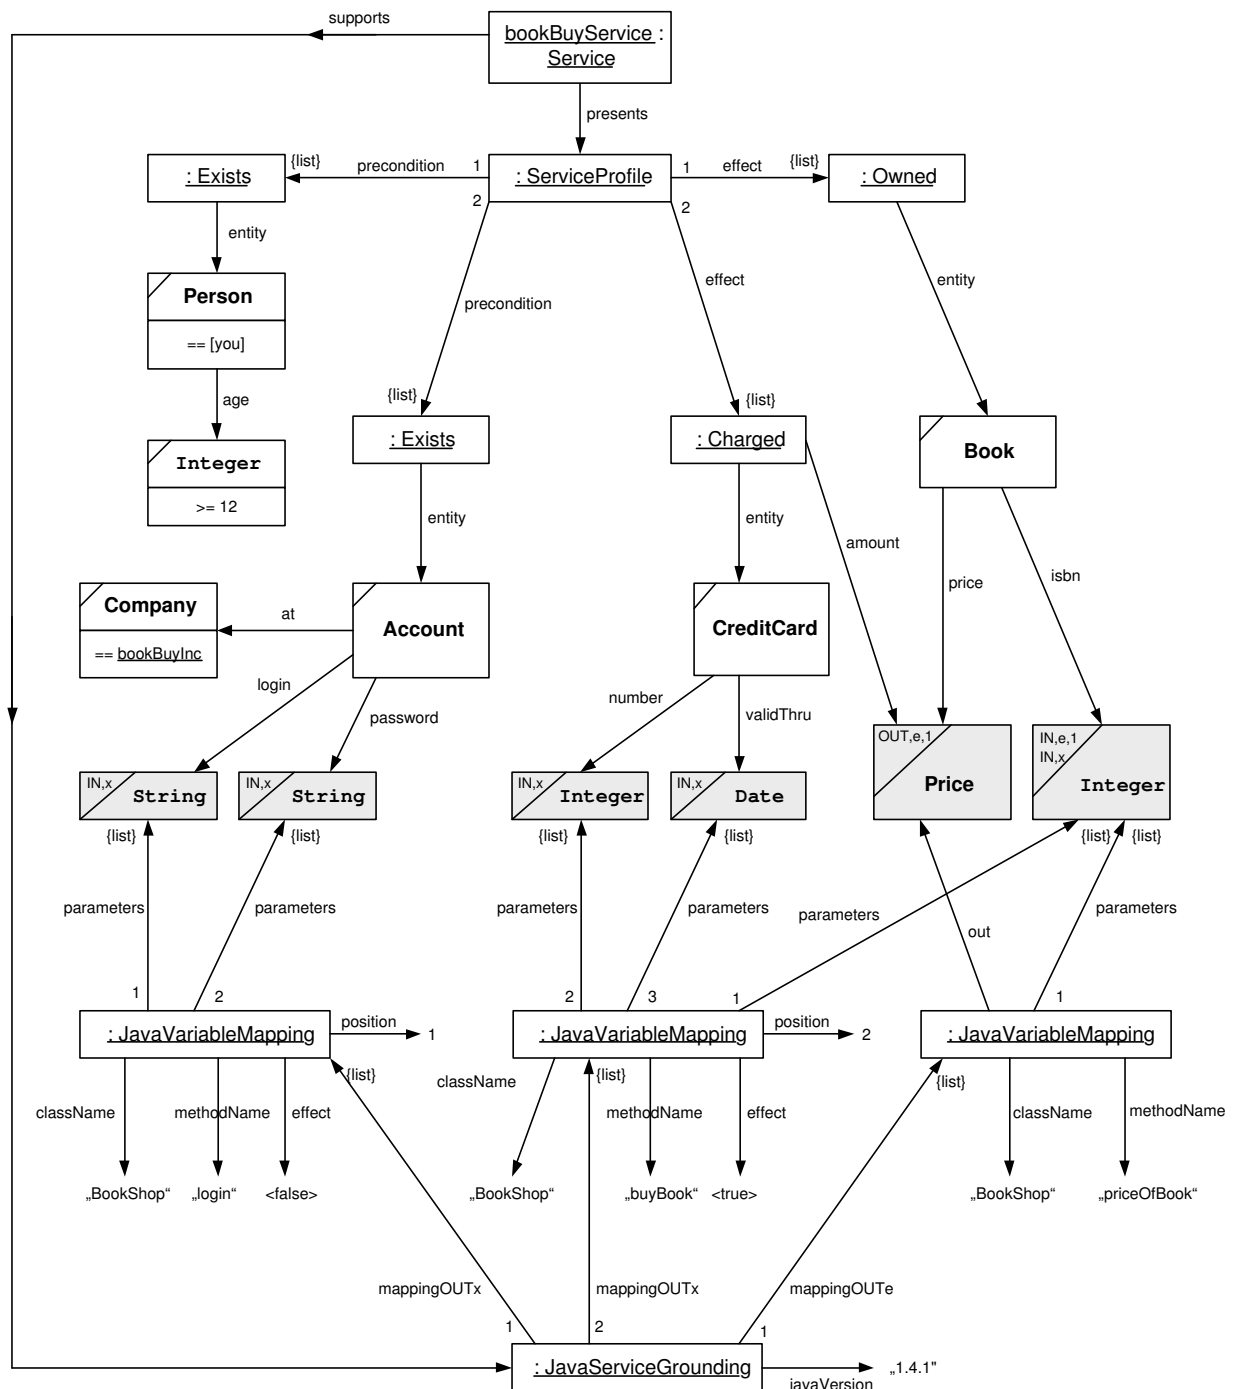 supports
bookBuyService :
Service
presents
{list}
precondition
1
1
effect
{list}
: Exists
: ServiceProfile
: Owned
2
2
entity
effect
entity
precondition
Person
== [you]
age
{list}
{list}
Integer
>= 12
: Exists
: Charged
Book
entity
entity
amount
price
isbn
Company
== bookBuyInc
at
Account
CreditCard
login
password
number
validThru
OUT,e,1
Price
IN,e,1
IN,x
Integer
IN,x
String
IN,x
String
IN,x
Integer
IN,x
Date
{list}
{list}
{list}
{list}
{list}
{list}
parameters
parameters
parameters
parameters
parameters
out
parameters
1
2
2
3
1
1
: JavaVariableMapping
position
1
: JavaVariableMapping
position
2
: JavaVariableMapping
{list}
{list}
{list}
className
methodName
effect
className
methodName
effect
className
methodName
„BookShop“
„login“
<false>
„BookShop“
„buyBook“
<true>
„BookShop“
„priceOfBook“
mappingOUTx
mappingOUTx
mappingOUTe
1
2
1
: JavaServiceGrounding
„1.4.1"
javaVersion